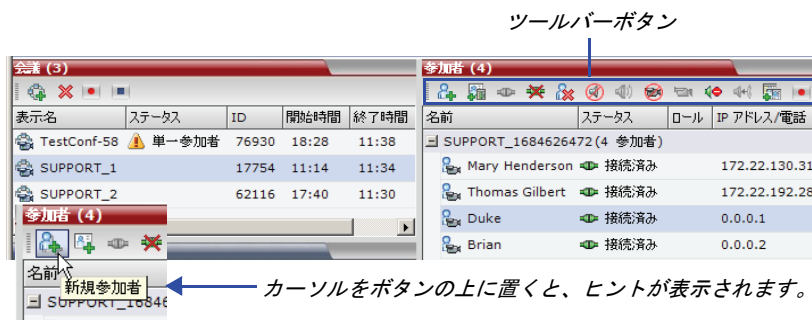 ツールバーボタン
会議 (3)
表示名 ステータス ID 開始時間 終了時間
TestConf-58 単一参加者 76930 18:28 11:38
SUPPORT_1 17754 11:14 11:34
SUPPORT_2 62116 17:40 11:30
参加者 (4)
名前 ステータス ロール IP アドレス/電話
SUPPORT_1684626472(4 参加者)
Mary Henderson 接続済み 172.22.130.31
Thomas Gilbert 接続済み 172.22.192.28
Duke 接続済み 0.0.0.1
Brian 接続済み 0.0.0.2
参加者 (4)
名前
新規参加者
SUPPORT_16846
カーソルをボタンの上に置くと、ヒントが表示されます。